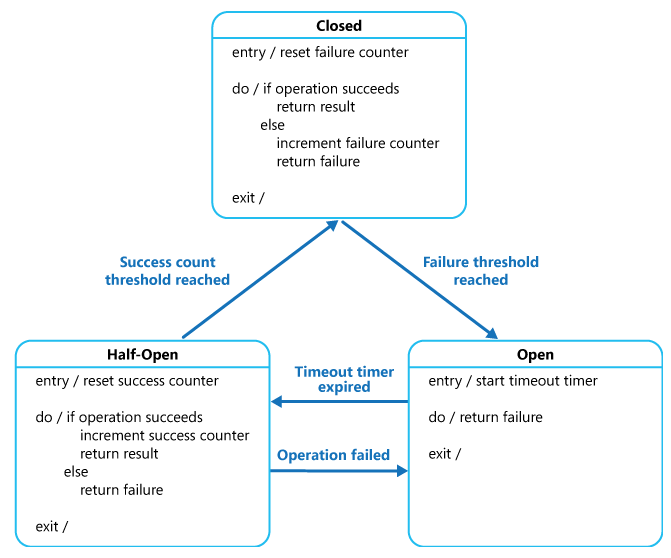 Closed
entry / reset failure counter
do / if operation succeeds
return result
else
increment failure counter
return failure
exit /
Success count
threshold reached
Failure threshold
reached
Half-Open
entry / reset success counter
do / if operation succeeds
increment success counter
return result
else
return failure
exit /
Timeout timer
expired
Operation failed
Open
entry / start timeout timer
do / return failure
exit /